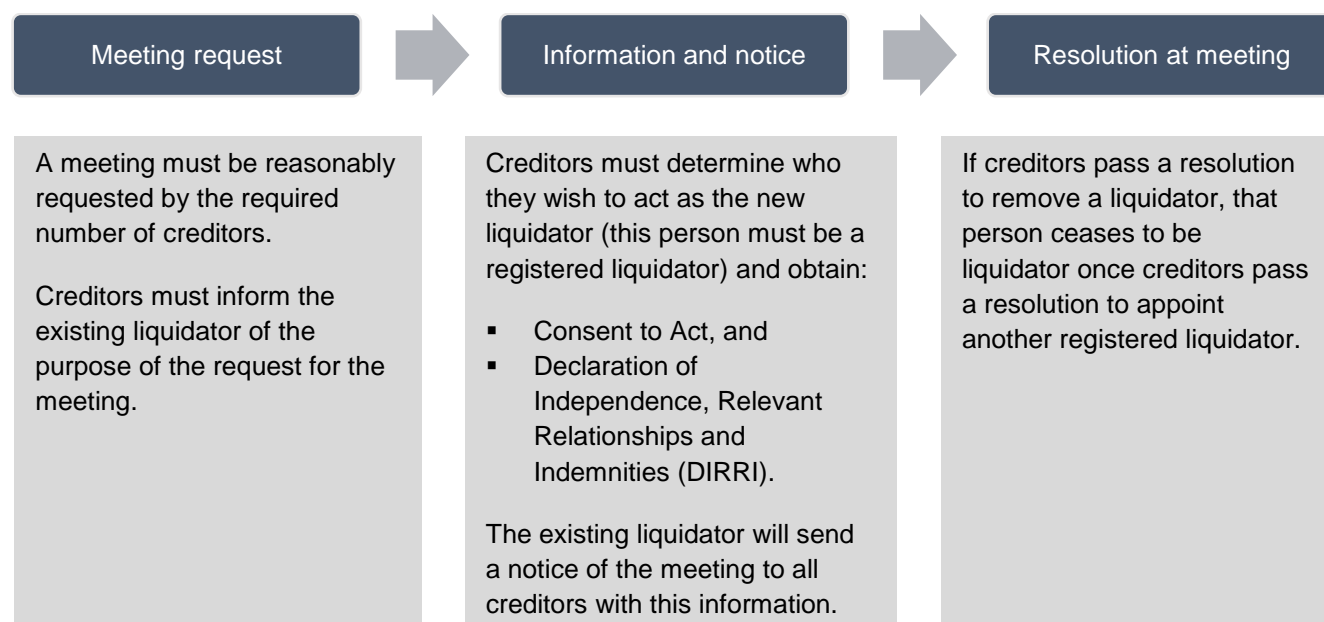 Meeting request
Information and notice
Resolution at meeting
A meeting must be reasonably
requested by the required
number of creditors.
Creditors must inform the
existing liquidator of the
purpose of the request for the
meeting.
Creditors must determine who
they wish to act as the new
liquidator (this person must be a
registered liquidator) and obtain:
▪ Consent to Act, and
▪ Declaration of
Independence, Relevant
Relationships and
Indemnities (DIRRI).
The existing liquidator will send
a notice of the meeting to all
creditors with this information.
If creditors pass a resolution
to remove a liquidator, that
person ceases to be
liquidator once creditors pass
a resolution to appoint
another registered liquidator.